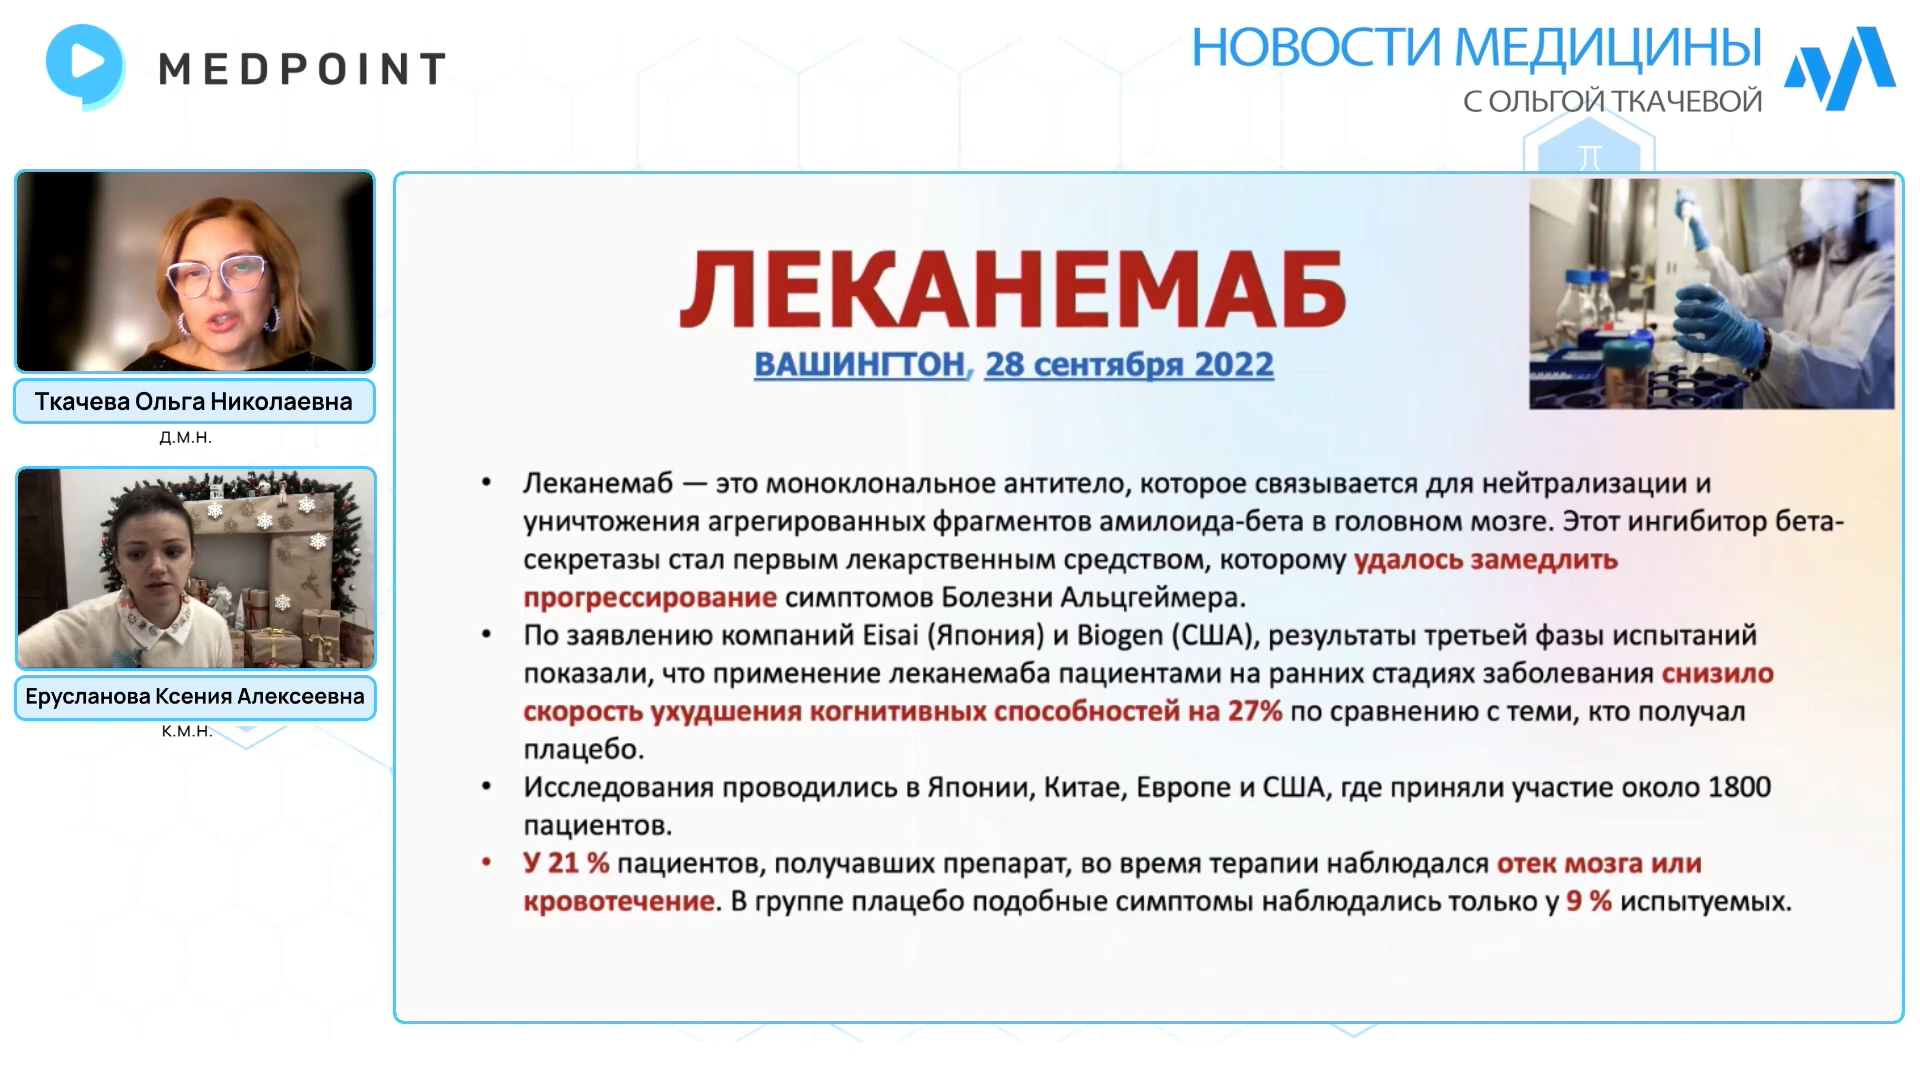 MEDPOINT
НОВОСТИ МЕДИЦИНЫ
С ОЛЬГОЙ ТКАЧЕВОЙ
Ткачева Ольга Николаевна
д.м.н.
Ерусланова Ксения Алексеевна
к.м.н.
ЛЕКАНЕМАБ
ВАШИНГТОН, 28 сентября 2022
• Леканемаб — это моноклональное антитело, которое связывается для нейтрализации и
уничтожения агрегированных фрагментов амилоида-бета в головном мозге. Этот ингибитор бета-
секретазы стал первым лекарственным средством, которому удалось замедлить
прогрессирование симптомов Болезни Альцгеймера.
• По заявлению компаний Eisai (Япония) и Biogen (США), результаты третьей фазы испытаний
показали, что применение леканемаба пациентами на ранних стадиях заболевания снизило
скорость ухудшения когнитивных способностей на 27% по сравнению с теми, кто получал
плацебо.
• Исследования проводились в Японии, Китае, Европе и США, где приняли участие около 1800
пациентов.
• У 21 % пациентов, получавших препарат, во время терапии наблюдался отек мозга или
кровотечение. В группе плацебо подобные симптомы наблюдались только у 9 % испытуемых.